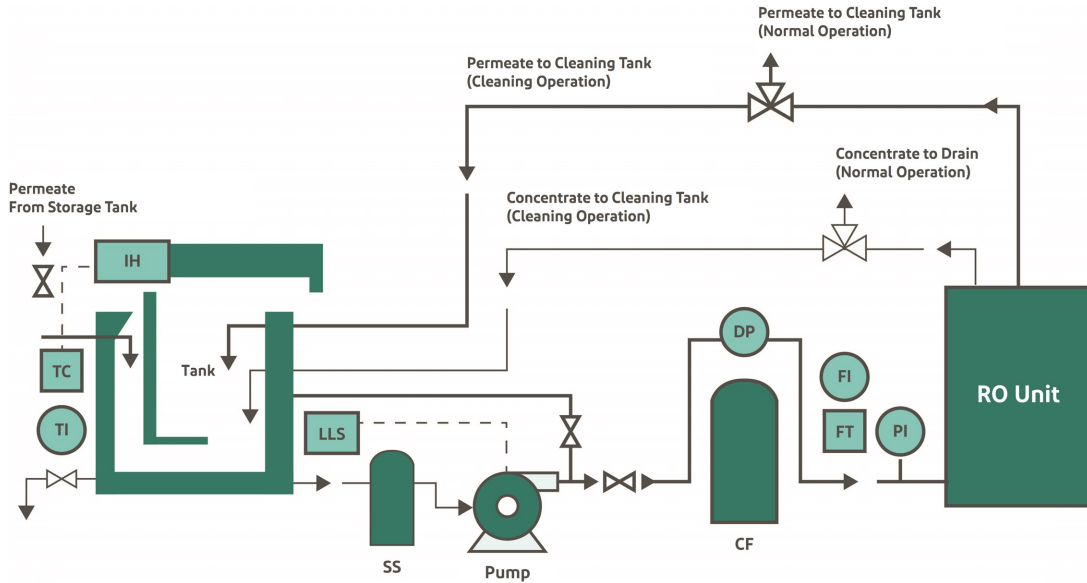 Permeate to Cleaning Tank
(Normal Operation)
Permeate to Cleaning Tank
(Cleaning Operation)
Concentrate to Drain
(Normal Operation)
Permeate
From Storage Tank
Concentrate to Cleaning Tank
(Cleaning Operation)
IH
DP
TC
Tank
FI
RO Unit
TI
LLS
FT
PI
SS
Pump
CF